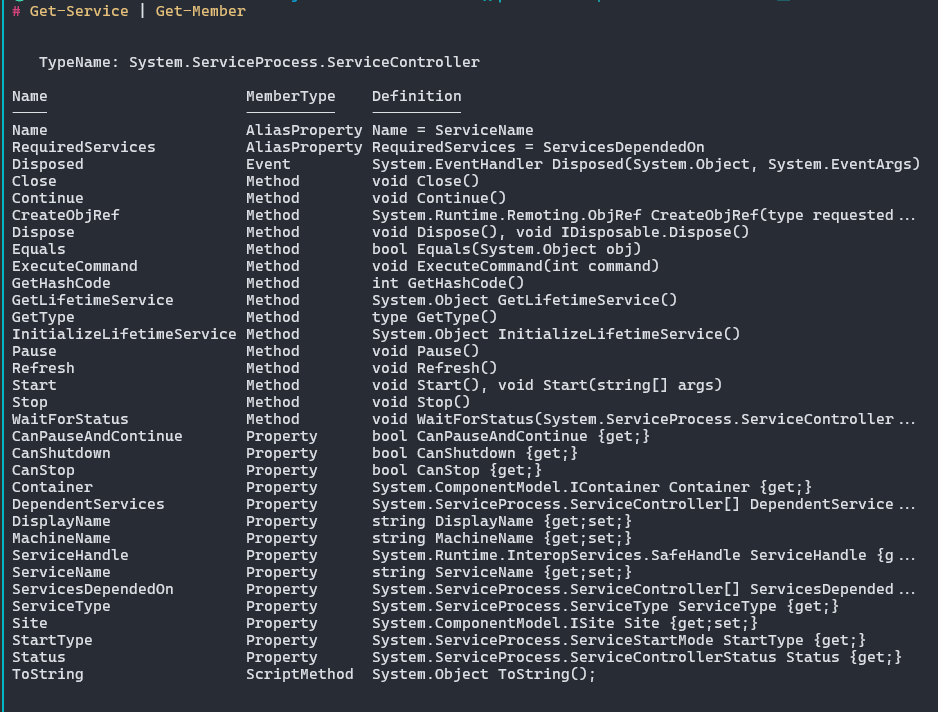 # Get-Service | Get-Member
TypeName: System.ServiceProcess.ServiceController
Name MemberType Definition
Name AliasProperty Name = ServiceName
RequiredServices AliasProperty RequiredServices = ServicesDependedOn
Disposed Event System.EventHandler Disposed(System.Object, System.EventArgs)
Close Method void Close()
Continue Method void Continue()
CreateObjRef Method System.Runtime.Remoting.ObjRef CreateObjRef(type requested...
Dispose Method void Dispose(), void IDisposable.Dispose()
Equals Method bool Equals(System.Object obj)
ExecuteCommand Method void ExecuteCommand(int command)
GetHashCode Method int GetHashCode()
GetLifetimeService Method System.Object GetLifetimeService()
GetType Method type GetType()
InitializeLifetimeService Method System.Object InitializeLifetimeService()
Pause Method void Pause()
Refresh Method void Refresh()
Start Method void Start(), void Start(string[] args)
Stop Method void Stop()
WaitForStatus Method void WaitForStatus(System.ServiceProcess.ServiceController...
CanPauseAndContinue Property bool CanPauseAndContinue {get;}
CanShutdown Property bool CanShutdown {get;}
CanStop Property bool CanStop {get;}
Container Property System.ComponentModel.IContainer Container {get;}
DependentServices Property System.ServiceProcess.ServiceController[] DependentService...
DisplayName Property string DisplayName {get;set;}
MachineName Property string MachineName {get;set;}
ServiceHandle Property System.Runtime.InteropServices.SafeHandle ServiceHandle {g...
ServiceName Property string ServiceName {get;set;}
ServicesDependedOn Property System.ServiceProcess.ServiceController[] ServicesDepended...
ServiceType Property System.ServiceProcess.ServiceType ServiceType {get;}
Site Property System.ComponentModel.ISite Site {get;set;}
StartType Property System.ServiceProcess.ServiceStartMode StartType {get;}
Status Property System.ServiceProcess.ServiceControllerStatus Status {get;}
ToString ScriptMethod System.Object ToString();